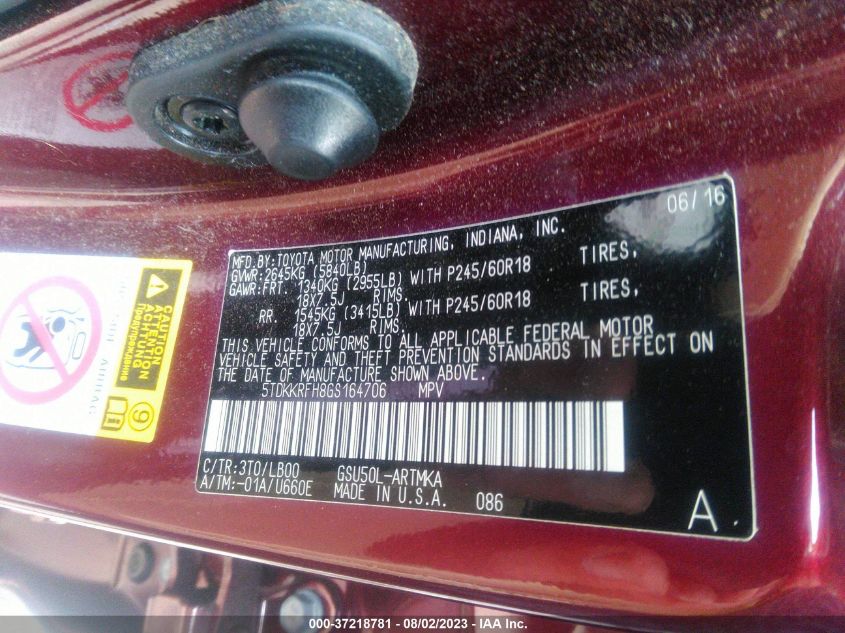 06/16
MFD.BY:TOYOTA MOTOR MANUFACTURING, INDIANA, INC.
GVWR:2645KG (5840LB)
GAWR:FRT. 1340KG (2955LB) WITH P245/60R18 TIRES,
18X7.5J RIMS.
RR. 1545KG (3415LB) WITH P245/60R18 TIRES,
18X7.5J RIMS.
THIS VEHICLE CONFORMS TO ALL APPLICABLE FEDERAL MOTOR
VEHICLE SAFETY AND THEFT PREVENTION STANDARDS IN EFFECT ON
THE DATE OF MANUFACTURE SHOWN ABOVE.
5TDKKRFH8GS164706 MPV
C/TR:3T0/LB00 GSU50L-ARTMKA
A/TM:-01A/U660E MADE IN U.S.A. 086
A
ATTENTION
ACHTUNG
Предупреждение
AIRBAG
000-37218781 - 08/02/2023 - IAA Inc.